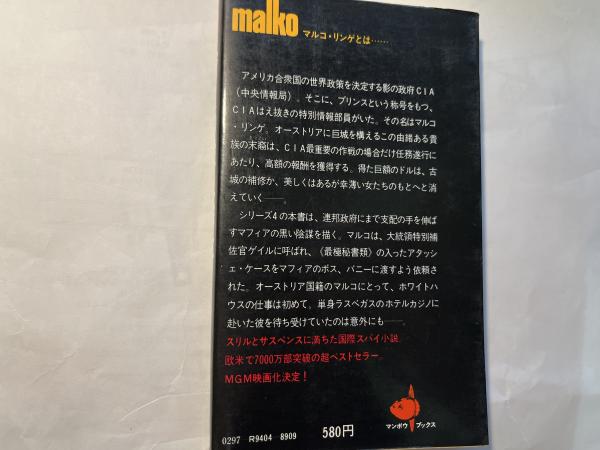 malko マルコ・リンゲとは……
アメリカ合衆国の世界政策を決定する影の政府CIA
(中央情報局)。そこに、プリンスという称号をもつ、
CIAはえ抜きの特別情報部員がいた。その名はマルコ
・リンゲ。オーストリアに巨城を構えるこの由緒ある貴
族の末裔は、CIA最重要の作戦の場合だけ任務遂行に
あたり、高額の報酬を獲得する。得た巨額のドルは、古
城の補修か、美しくはあるが幸薄い女たちのもとへと消
えていく——。
シリーズ4の本書は、連邦政府にまで支配の手を伸ば
すマフィアの黒い陰謀を描く。マルコは、大統領特別補
佐官ゲイルに呼ばれ、《最極秘書類》の入ったアタッシ
ェ・ケースをマフィアのボス、バニーに渡すよう依頼さ
れた。オーストリア国籍のマルコにとって、ホワイトハ
ウスの仕事は初めて。単身ラスベガスのホテルカジノに
赴いた彼を待ち受けていたのは意外にも——。
スリルとサスペンスに満ちた国際スパイ小説。
欧米で7000万部突破の超ベストセラー。
MGM映画化決定!
0297 R9404 8909 580円
マンボウ ブックス